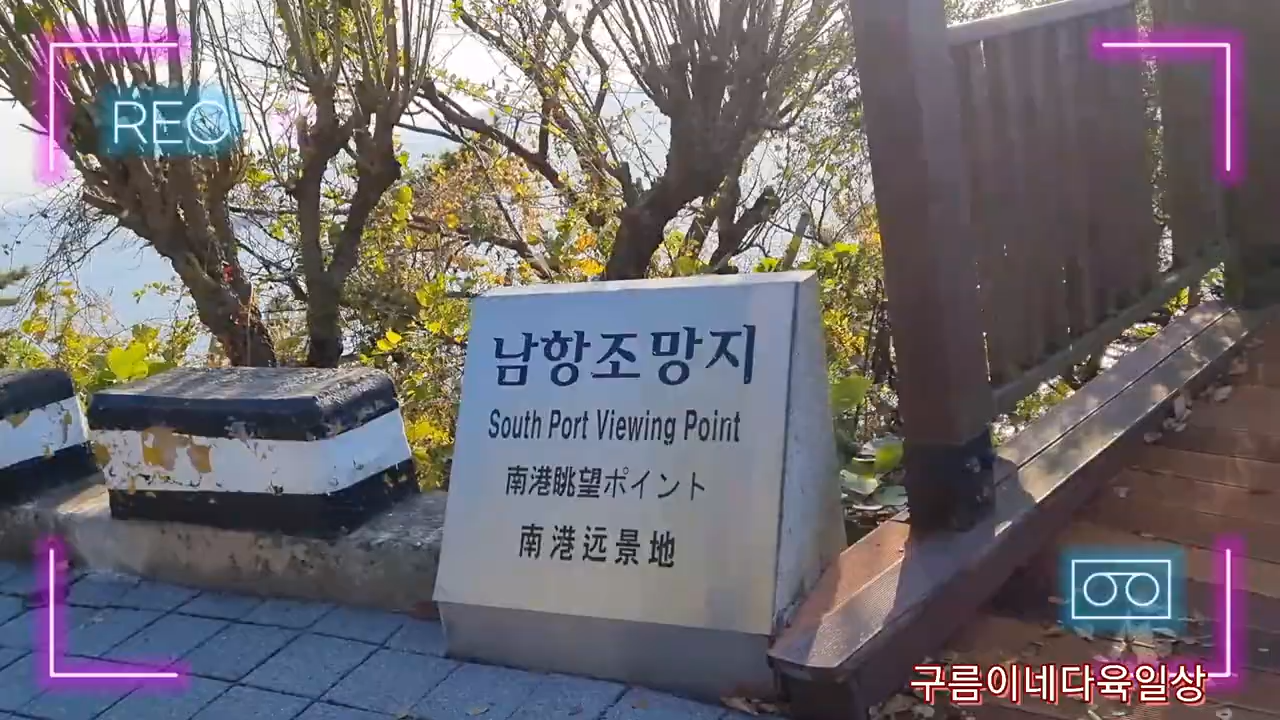 REC
남항조망지
South Port Viewing Point
南港眺望ポイント
南港远景地
구름이네다육일상